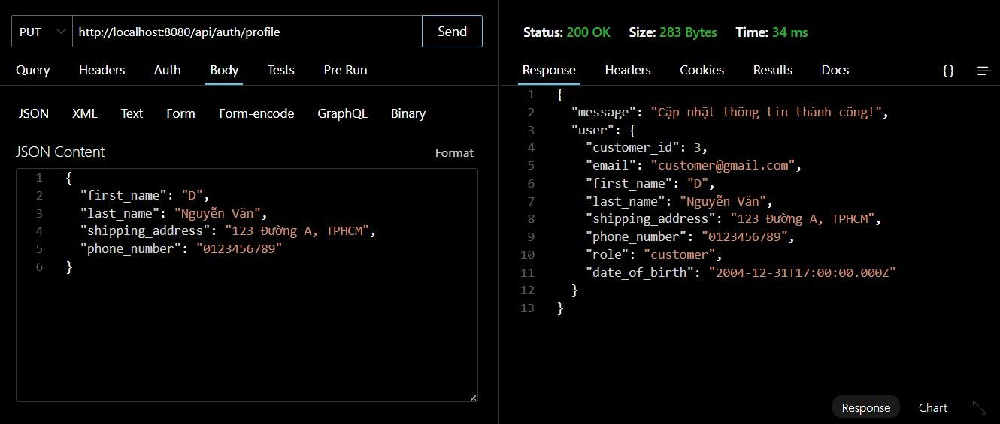 PUT http://localhost:8080/api/auth/profile Send
Query Headers Auth Body Tests Pre Run
JSON XML Text Form Form-encode GraphQL Binary
JSON Content Format
1 {
2 "first_name": "D",
3 "last_name": "Nguyễn Văn",
4 "shipping_address": "123 Đường A, TPHCM",
5 "phone_number": "0123456789"
6 }
Status: 200 OK Size: 283 Bytes Time: 34 ms
Response Headers Cookies Results Docs {}
1 {
2 "message": "Cập nhật thông tin thành công!",
3 "user": {
4 "customer_id": 3,
5 "email": "customer@gmail.com",
6 "first_name": "D",
7 "last_name": "Nguyễn Văn",
8 "shipping_address": "123 Đường A, TPHCM",
9 "phone_number": "0123456789",
10 "role": "customer",
11 "date_of_birth": "2004-12-31T17:00:00.000Z"
12 }
13 }
Response Chart